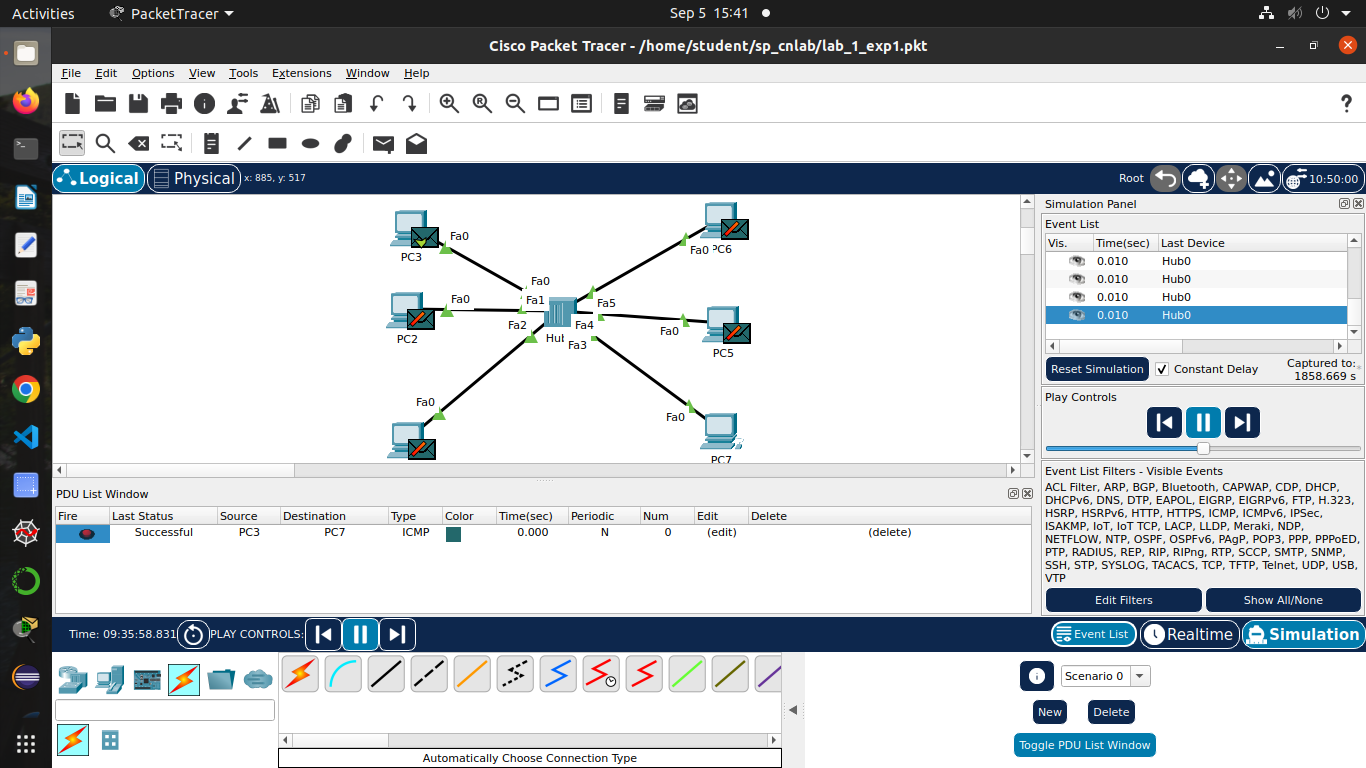 Activities PacketTracer Sep 5 15:41
Cisco Packet Tracer - /home/student/sp_cnlab/lab_1_exp1.pkt
File Edit Options View Tools Extensions Window Help
?
Logical Physical x: 885, y: 517 Root 10:50:00
PC3
Fa0
PC2
Fa0
Fa0
Fa0
Fa1
Fa2
Hub
Fa5
Fa4
Fa3
Fa0
PC6
Fa0
PC5
Fa0
PC7
Simulation Panel
Event List
Vis. Time(sec) Last Device
0.010 Hub0
0.010 Hub0
0.010 Hub0
0.010 Hub0
Reset Simulation Constant Delay Captured to:
1858.669 s
Play Controls
Event List Filters - Visible Events
ACL Filter, ARP, BGP, Bluetooth, CAPWAP, CDP, DHCP,
DHCPv6, DNS, DTP, EAPOL, EIGRP, EIGRPv6, FTP, H.323,
HSRP, HSRPv6, HTTP, HTTPS, ICMP, ICMPv6, IPSec,
ISAKMP, IoT, IoT TCP, LACP, LLDP, Meraki, NDP,
NETFLOW, NTP, OSPF, OSPFv6, PAgP, POP3, PPP, PPPoED,
PTP, RADIUS, REP, RIP, RIPng, RTP, SCCP, SMTP, SNMP,
SSH, STP, SYSLOG, TACACS, TCP, TFTP, Telnet, UDP, USB,
VTP
Edit Filters Show All/None
PDU List Window
Fire Last Status Source Destination Type Color Time(sec) Periodic Num Edit Delete
Successful PC3 PC7 ICMP 0.000 N 0 (edit) (delete)
Time: 09:35:58.831 PLAY CONTROLS: Event List Realtime Simulation
Scenario 0
New Delete
Toggle PDU List Window
Automatically Choose Connection Type